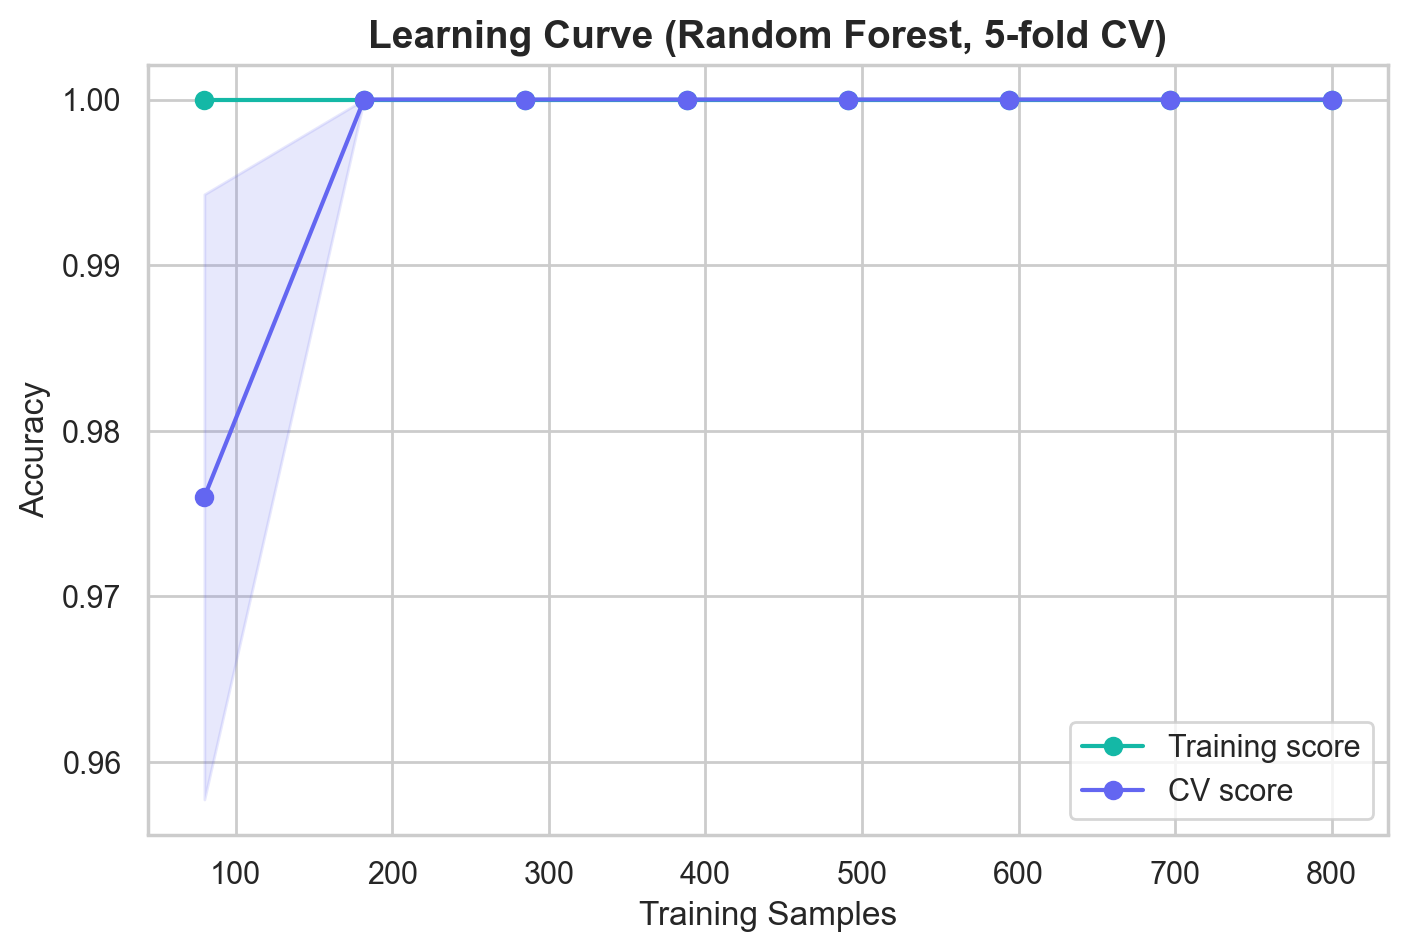 Learning Curve (Random Forest, 5-fold CV)
1.00
0.99
0.98
0.97
0.96
Accuracy
100 200 300 400 500 600 700 800
Training Samples
Training score
CV score